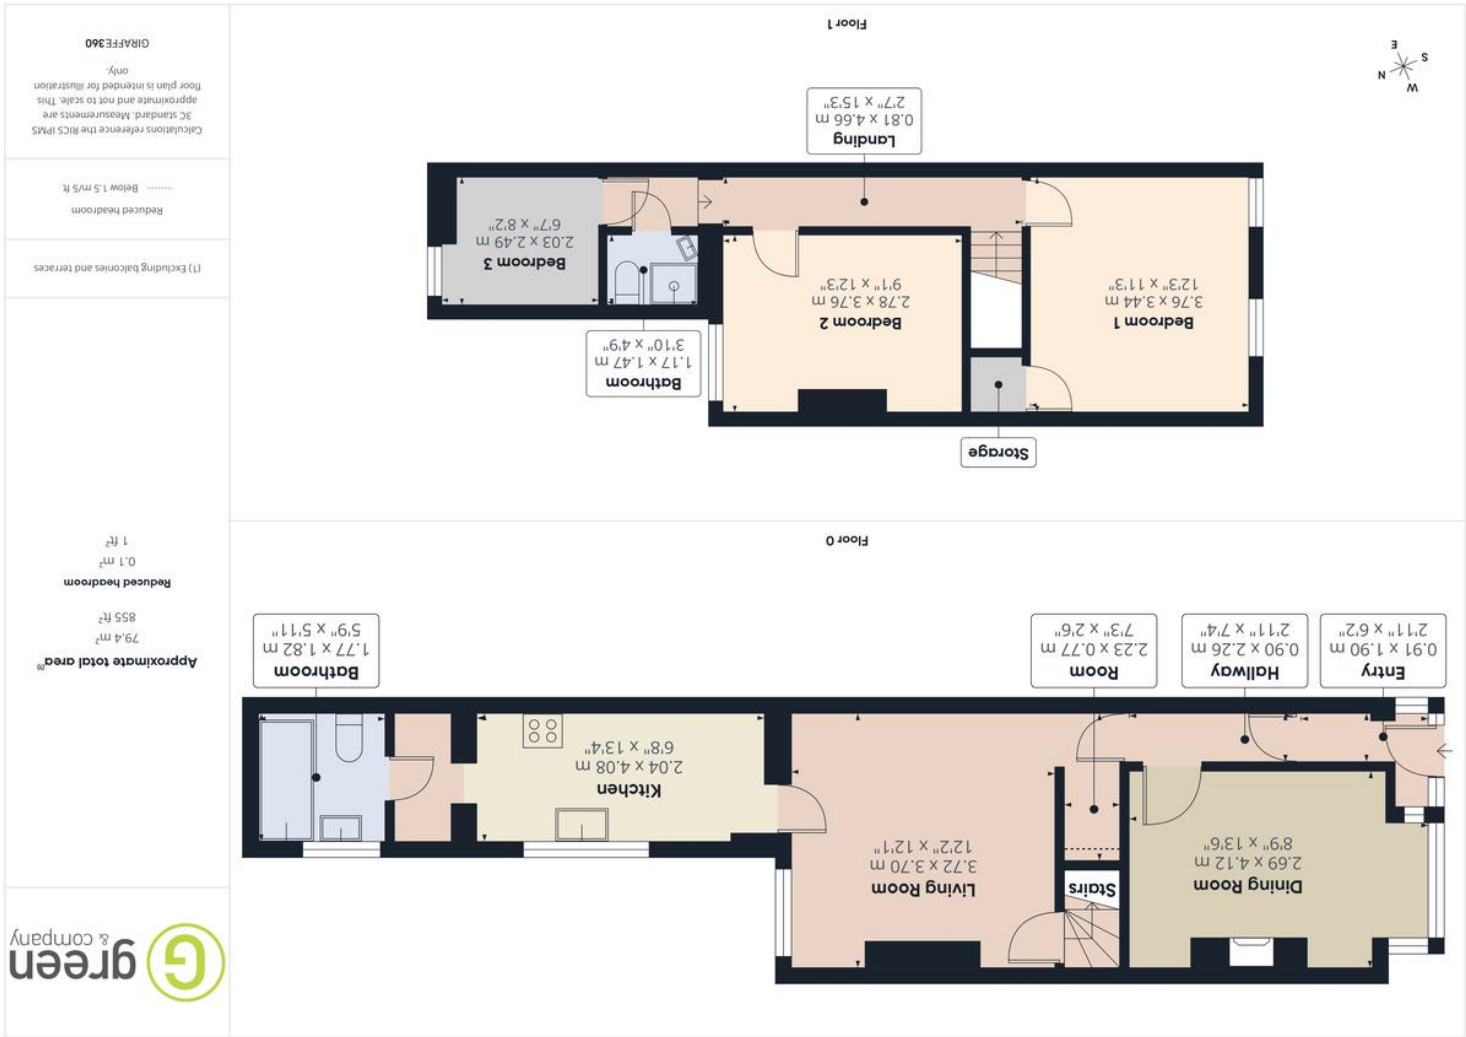 Stairs
Dining Room
2.69 x 4.12 m
8'9" x 13'6"
Living Room
3.72 x 3.70 m
12'2" x 12'1"
Kitchen
2.04 x 4.08 m
6'8" x 13'4"
Entry
0.91 x 1.90 m
2'11" x 6'2"
Hallway
0.90 x 2.26 m
2'11" x 7'4"
Room
2.23 x 0.77 m
7'3" x 2'6"
Bathroom
1.77 x 1.82 m
5'9" x 5'11"
Floor 0
Storage
Bedroom 1
3.76 x 3.44 m
12'3" x 11'3"
Bedroom 2
2.78 x 3.76 m
9'1" x 12'3"
Bathroom
1.17 x 1.47 m
3'10" x 4'9"
Bedroom 3
2.03 x 2.49 m
6'7" x 8'2"
Landing
0.81 x 4.66 m
2'7" x 15'3"
W
N
S
E
Floor 1
G
green
& company
Approximate total area(1)
79.4 m²
855 ft²
Reduced headroom
0.1 m²
1 ft²
(1) Excluding balconies and terraces
Reduced headroom
........ Below 1.5 m/5 ft
Calculations reference the RICS IPMS
3C standard. Measurements are
approximate and not to scale. This
floor plan is intended for illustration
only.
GIRAFFE360